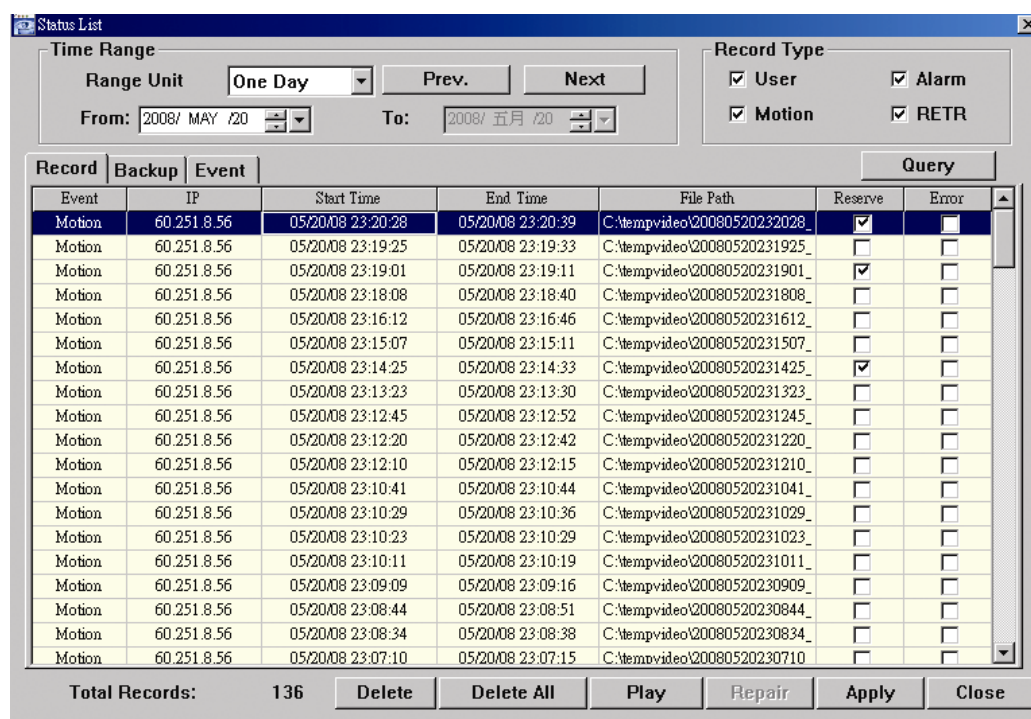 Status List
Time Range Record Type
Range Unit One Day Prev. Next User Alarm
From: 2008/ MAY /20 To: 2008/ 五月 /20 Motion RETR
Record Backup Event Query
Event IP Start Time End Time File Path Reserve Error
Motion 60.251.8.56 05/20/08 23:20:28 05/20/08 23:20:39 C:\tempvideo\20080520232028_
Motion 60.251.8.56 05/20/08 23:19:25 05/20/08 23:19:33 C:\tempvideo\20080520231925_
Motion 60.251.8.56 05/20/08 23:19:01 05/20/08 23:19:11 C:\tempvideo\20080520231901_
Motion 60.251.8.56 05/20/08 23:18:08 05/20/08 23:18:40 C:\tempvideo\20080520231808_
Motion 60.251.8.56 05/20/08 23:16:12 05/20/08 23:16:46 C:\tempvideo\20080520231612_
Motion 60.251.8.56 05/20/08 23:15:07 05/20/08 23:15:11 C:\tempvideo\20080520231507_
Motion 60.251.8.56 05/20/08 23:14:25 05/20/08 23:14:33 C:\tempvideo\20080520231425_
Motion 60.251.8.56 05/20/08 23:13:23 05/20/08 23:13:30 C:\tempvideo\20080520231323_
Motion 60.251.8.56 05/20/08 23:12:45 05/20/08 23:12:52 C:\tempvideo\20080520231245_
Motion 60.251.8.56 05/20/08 23:12:20 05/20/08 23:12:42 C:\tempvideo\20080520231220_
Motion 60.251.8.56 05/20/08 23:12:10 05/20/08 23:12:15 C:\tempvideo\20080520231210_
Motion 60.251.8.56 05/20/08 23:10:41 05/20/08 23:10:44 C:\tempvideo\20080520231041_
Motion 60.251.8.56 05/20/08 23:10:29 05/20/08 23:10:36 C:\tempvideo\20080520231029_
Motion 60.251.8.56 05/20/08 23:10:23 05/20/08 23:10:29 C:\tempvideo\20080520231023_
Motion 60.251.8.56 05/20/08 23:10:11 05/20/08 23:10:19 C:\tempvideo\20080520231011_
Motion 60.251.8.56 05/20/08 23:09:09 05/20/08 23:09:16 C:\tempvideo\20080520230909_
Motion 60.251.8.56 05/20/08 23:08:44 05/20/08 23:08:51 C:\tempvideo\20080520230844_
Motion 60.251.8.56 05/20/08 23:08:34 05/20/08 23:08:38 C:\tempvideo\20080520230834_
Motion 60.251.8.56 05/20/08 23:07:10 05/20/08 23:07:15 C:\tempvideo\20080520230710
Total Records: 136 Delete Delete All Play Repair Apply Close